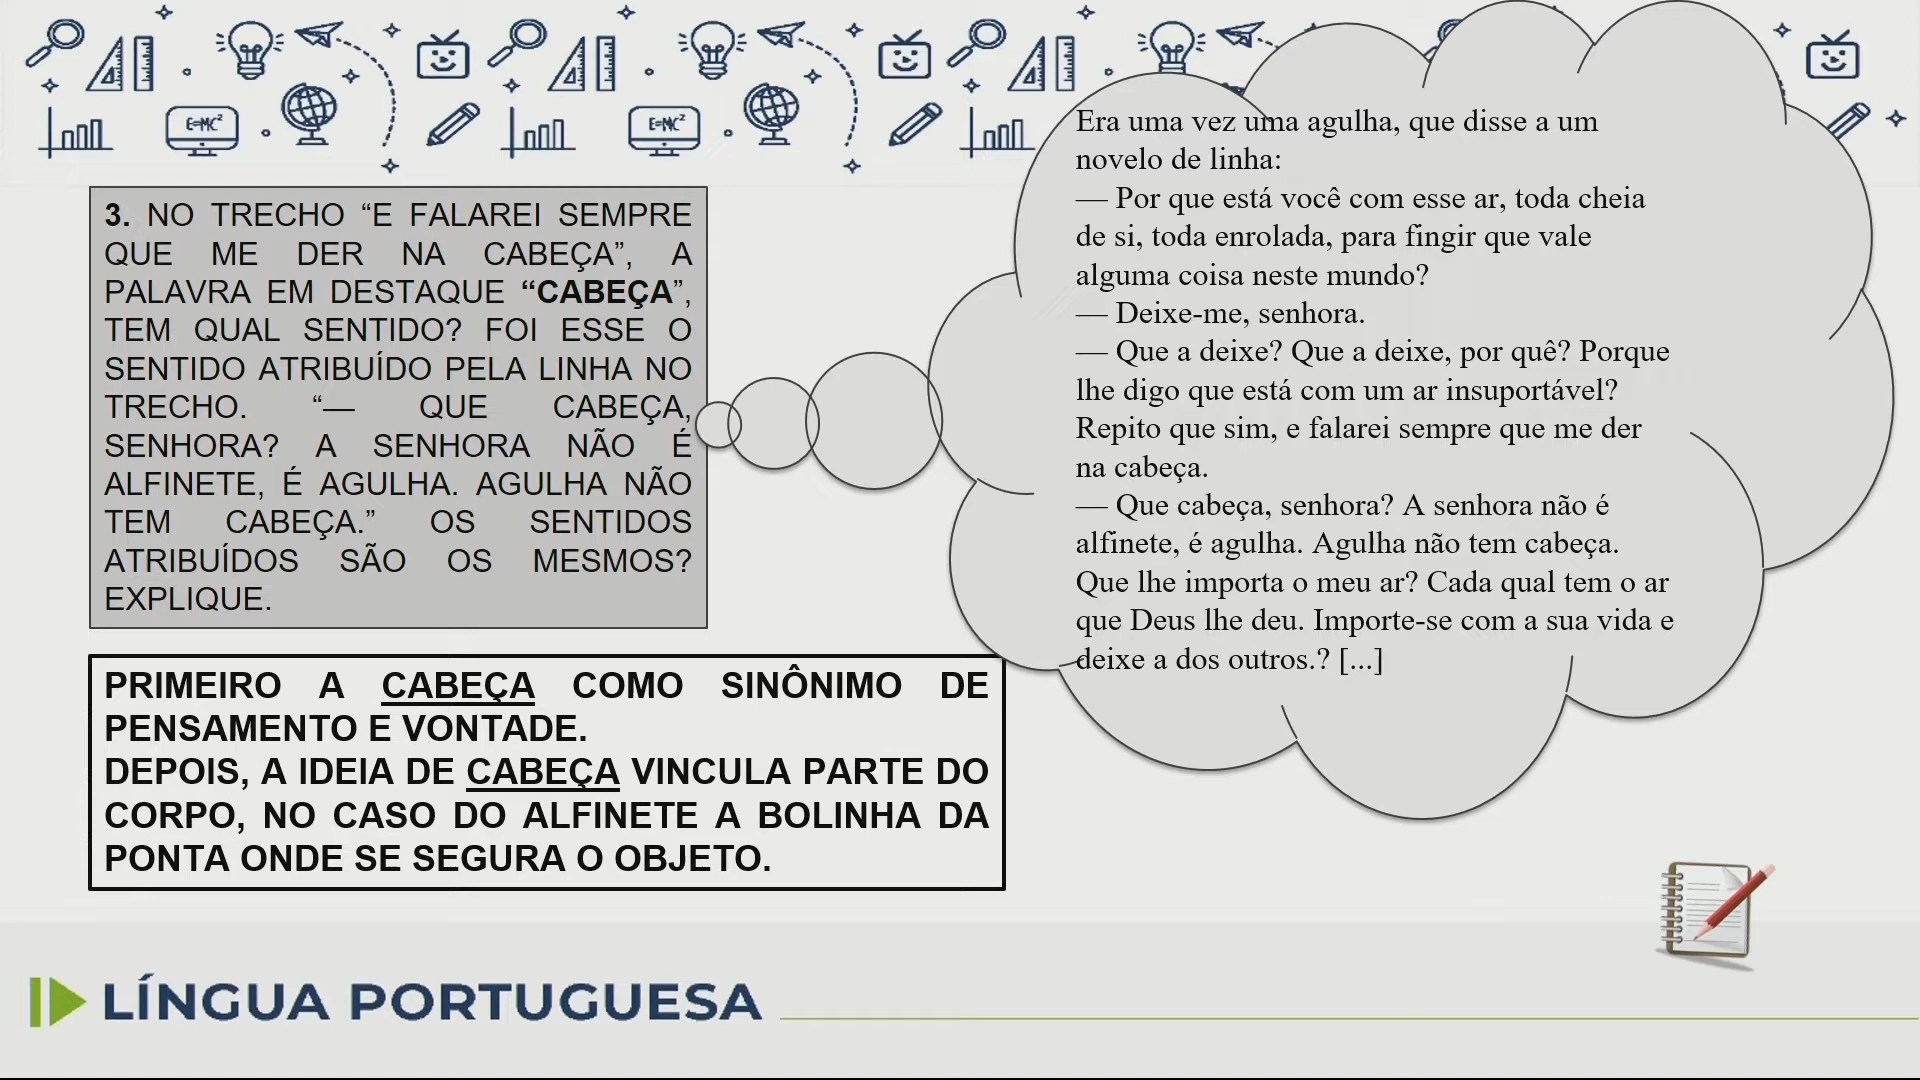 E=MC²
E=MC²
3. NO TRECHO “E FALAREI SEMPRE
QUE ME DER NA CABEÇA”, A
PALAVRA EM DESTAQUE “CABEÇA”,
TEM QUAL SENTIDO? FOI ESSE O
SENTIDO ATRIBUÍDO PELA LINHA NO
TRECHO. “— QUE CABEÇA,
SENHORA? A SENHORA NÃO É
ALFINETE, É AGULHA. AGULHA NÃO
TEM CABEÇA.” OS SENTIDOS
ATRIBUÍDOS SÃO OS MESMOS?
EXPLIQUE.
Era uma vez uma agulha, que disse a um
novelo de linha:
— Por que está você com esse ar, toda cheia
de si, toda enrolada, para fingir que vale
alguma coisa neste mundo?
— Deixe-me, senhora.
— Que a deixe? Que a deixe, por quê? Porque
lhe digo que está com um ar insuportável?
Repito que sim, e falarei sempre que me der
na cabeça.
— Que cabeça, senhora? A senhora não é
alfinete, é agulha. Agulha não tem cabeça.
Que lhe importa o meu ar? Cada qual tem o ar
que Deus lhe deu. Importe-se com a sua vida e
deixe a dos outros.? [...]
PRIMEIRO A CABEÇA COMO SINÔNIMO DE
PENSAMENTO E VONTADE.
DEPOIS, A IDEIA DE CABEÇA VINCULA PARTE DO
CORPO, NO CASO DO ALFINETE A BOLINHA DA
PONTA ONDE SE SEGURA O OBJETO.
LÍNGUA PORTUGUESA